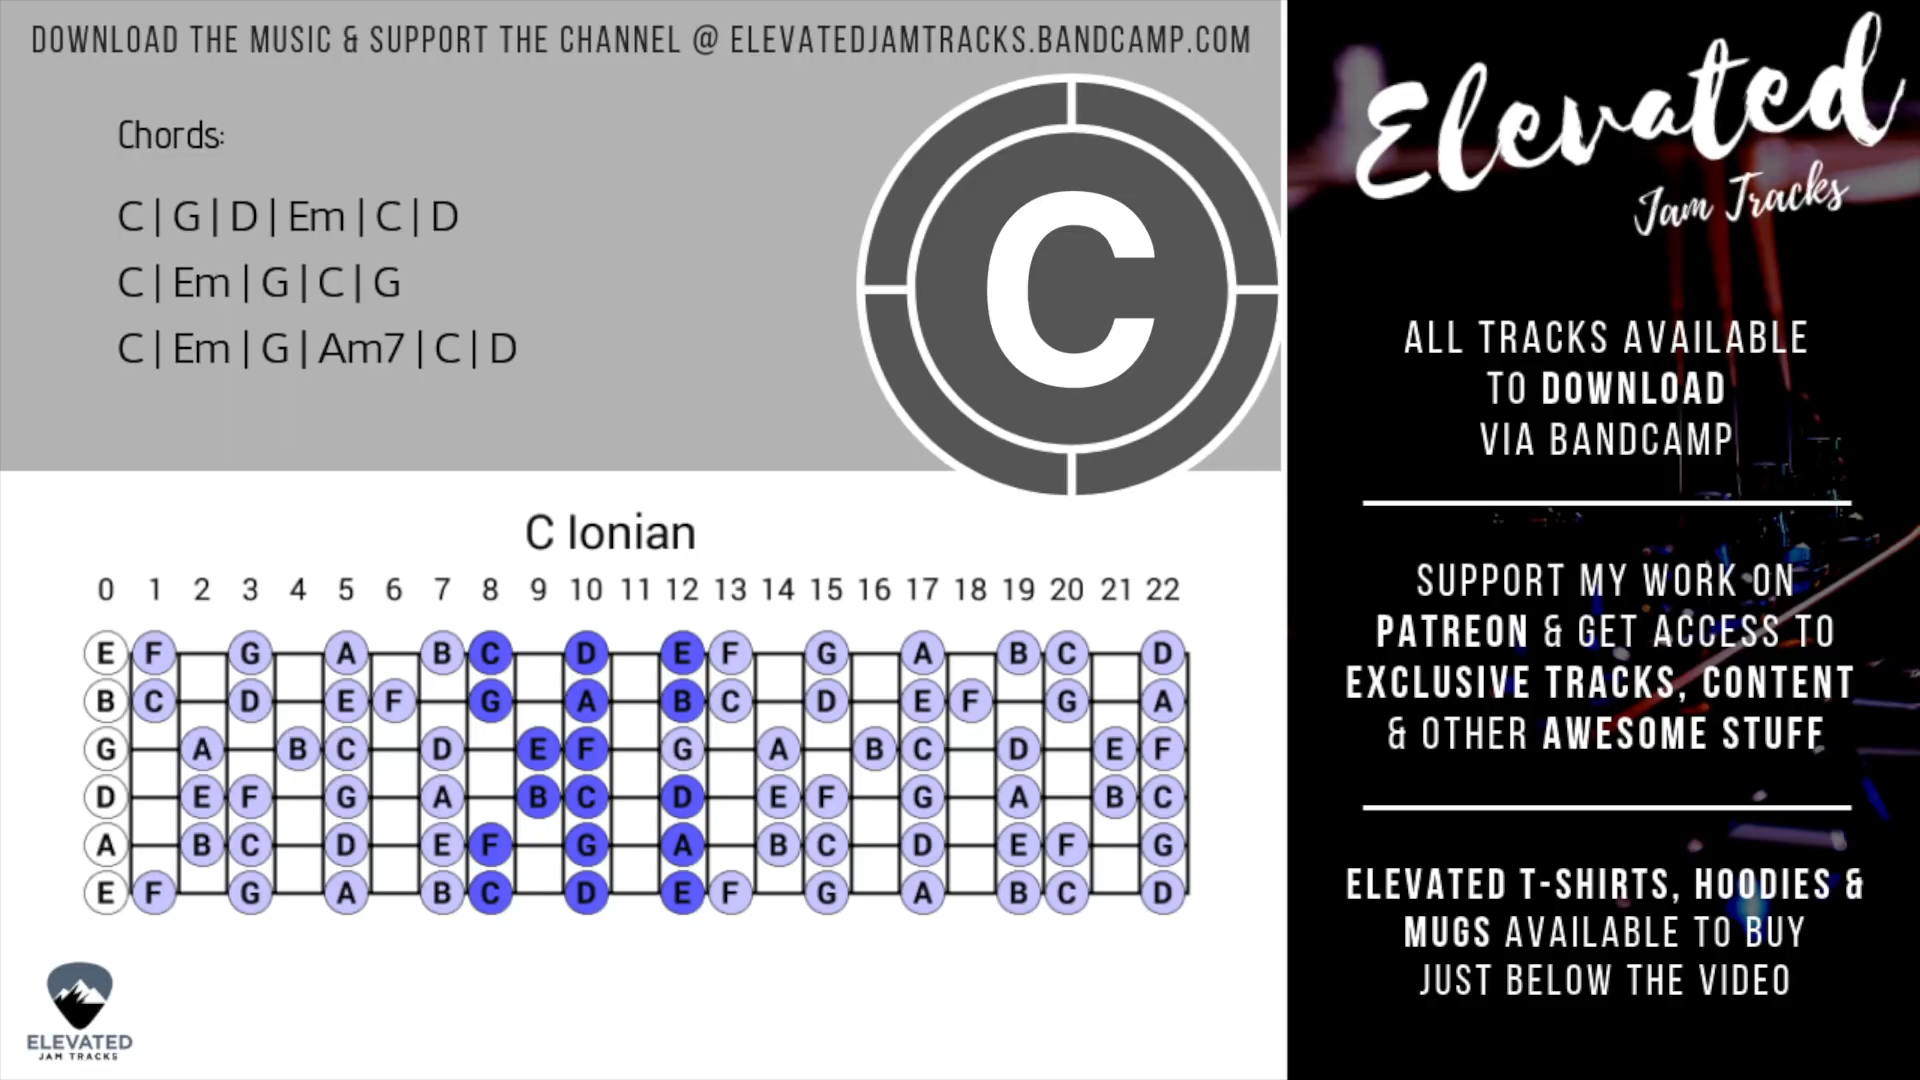 DOWNLOAD THE MUSIC & SUPPORT THE CHANNEL @ ELEVATEDJAMTRACKS.BANDCAMP.COM
Chords:
C | G | D | Em | C | D
C | Em | G | C | G
C | Em | G | Am7 | C | D
C
C Ionian
0 1 2 3 4 5 6 7 8 9 10 11 12 13 14 15 16 17 18 19 20 21 22
E F G A B C D E F G A B C D
B C D E F G A B C D E F G A
G A B C D E F G A B C D E F
D E F G A B C D E F G A B C
A B C D E F G A B C D E F G
E F G A B C D E F G A B C D
ELEVATED
JAM TRACKS
Elevated
Jam Tracks
ALL TRACKS AVAILABLE
TO DOWNLOAD
VIA BANDCAMP
SUPPORT MY WORK ON
PATREON & GET ACCESS TO
EXCLUSIVE TRACKS, CONTENT
& OTHER AWESOME STUFF
ELEVATED T-SHIRTS, HOODIES &
MUGS AVAILABLE TO BUY
JUST BELOW THE VIDEO